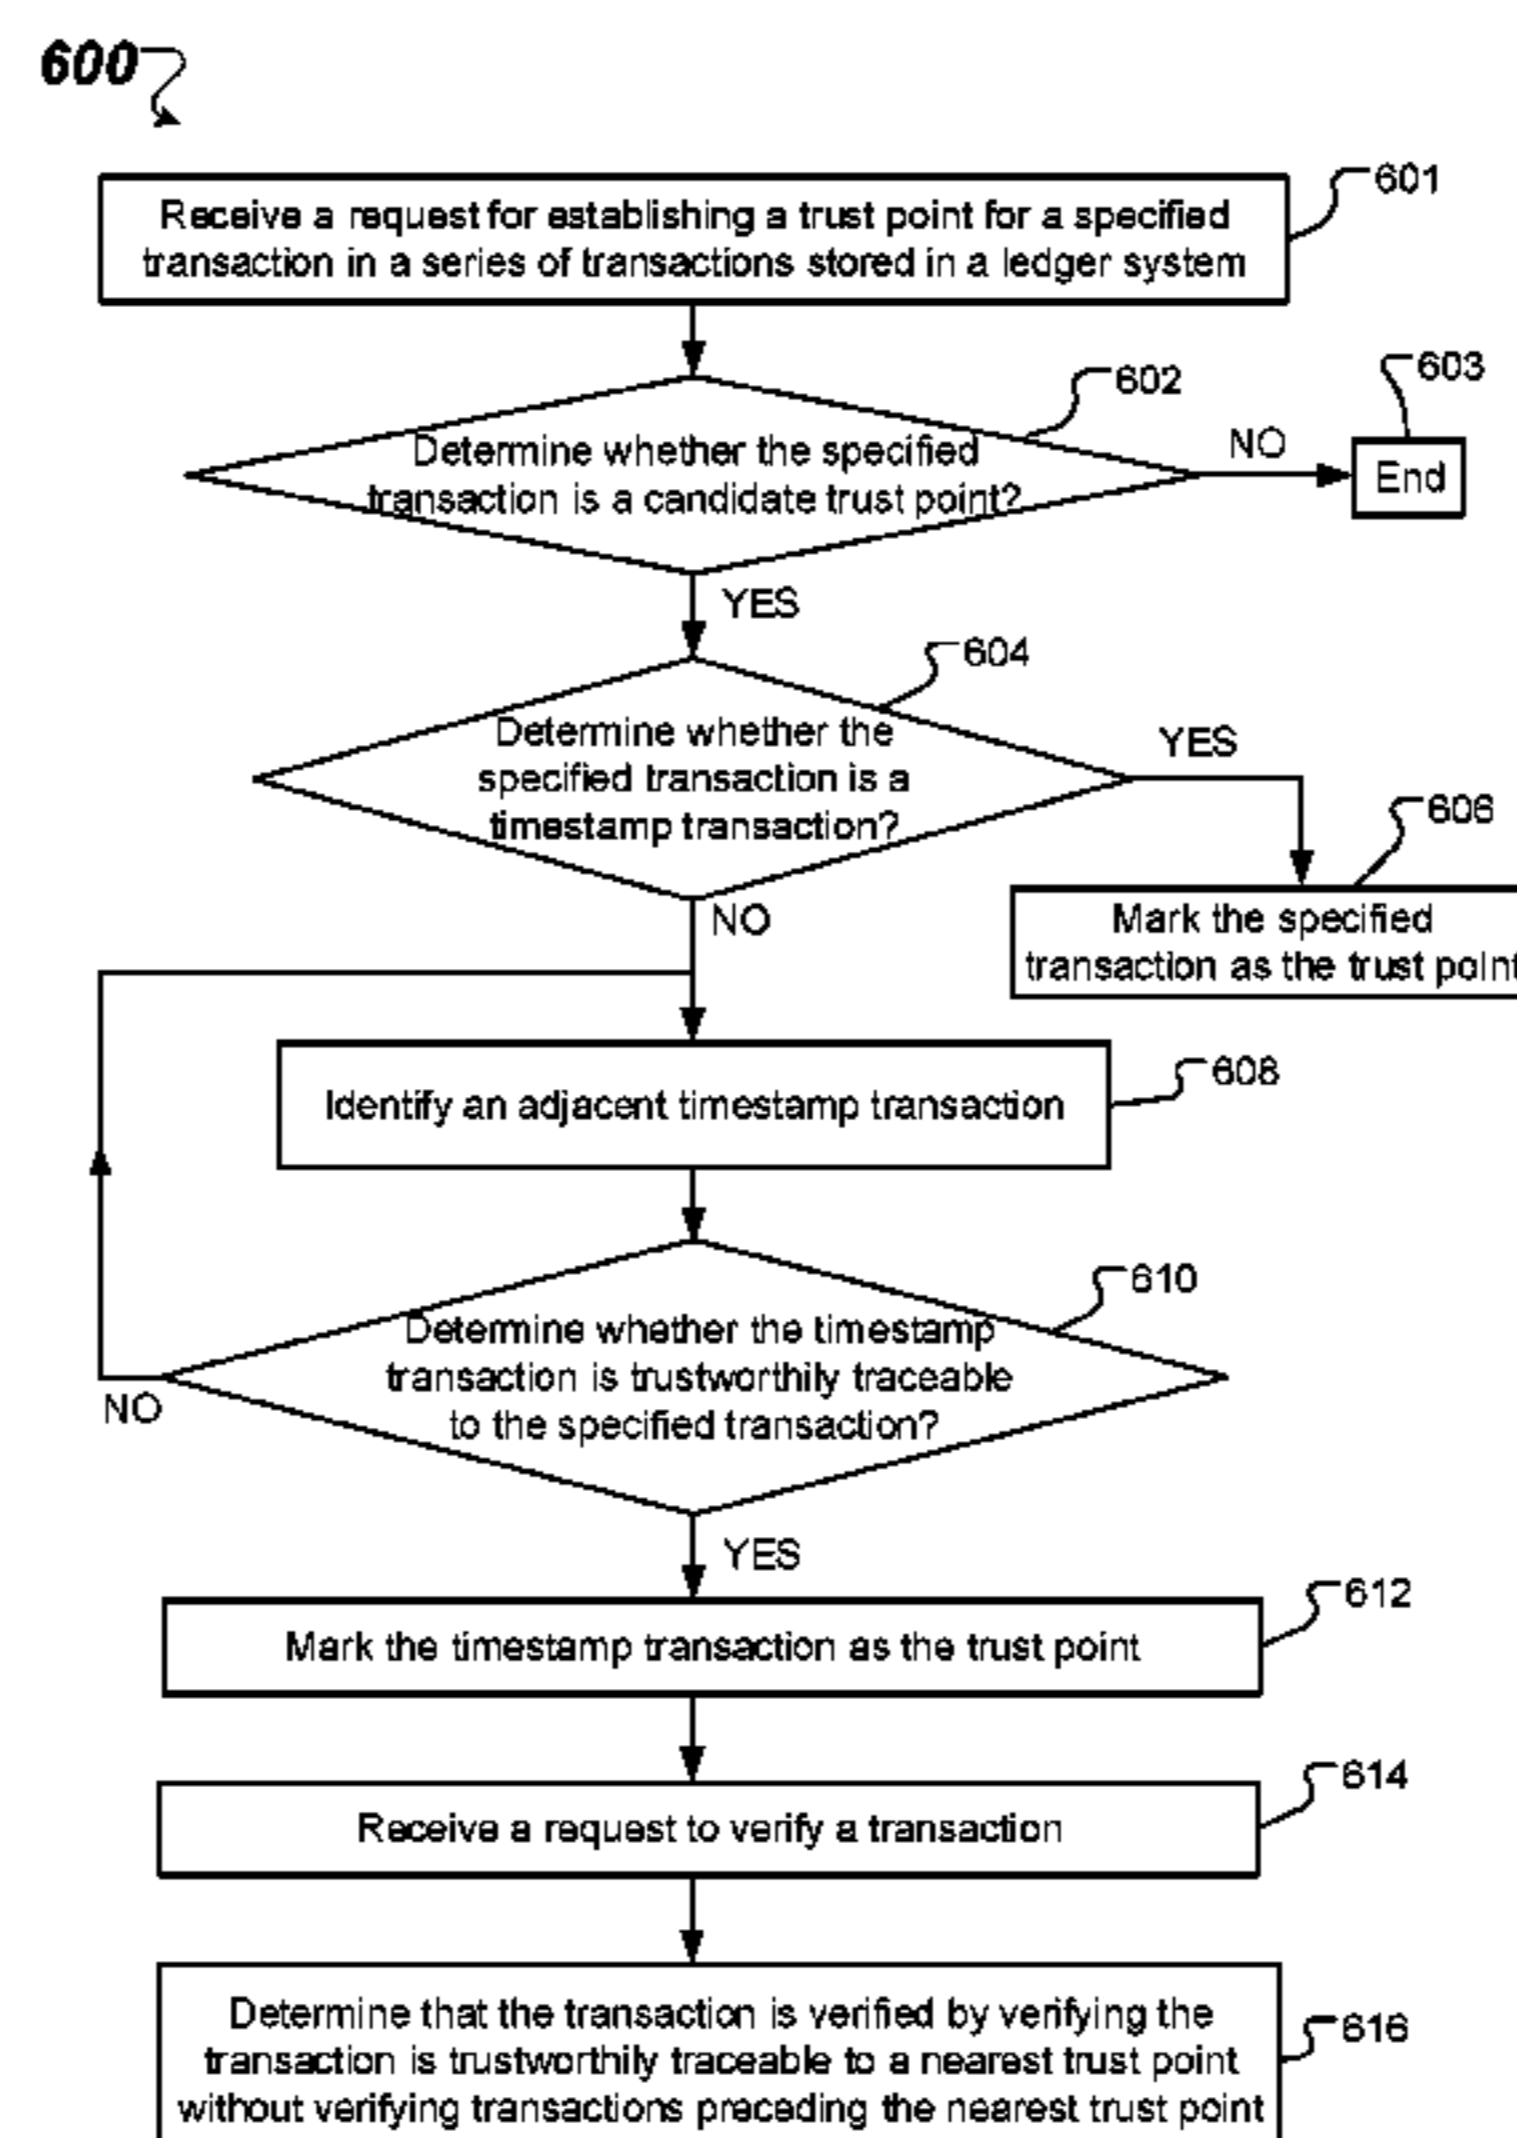 600
601
Receive a request for establishing a trust point for a specified
transaction in a series of transactions stored in a ledger system
602
603
Determine whether the specified
transaction is a candidate trust point?
NO
End
YES
604
Determine whether the
specified transaction is a
timestamp transaction?
YES
606
NO
Mark the specified
transaction as the trust point
608
Identify an adjacent timestamp transaction
610
Determine whether the timestamp
transaction is trustworthily traceable
to the specified transaction?
NO
YES
612
Mark the timestamp transaction as the trust point
614
Receive a request to verify a transaction
616
Determine that the transaction is verified by verifying the
transaction is trustworthily traceable to a nearest trust point
without verifying transactions preceding the nearest trust point